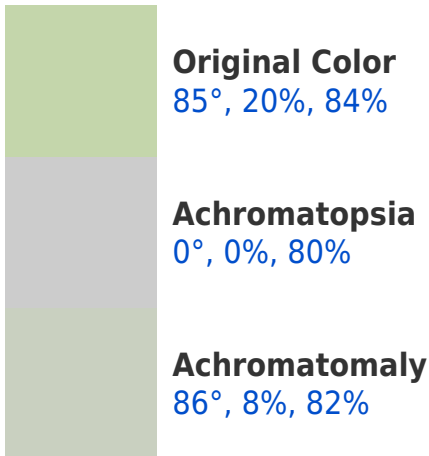 Original Color
85°, 20%, 84%
Achromatopsia
0°, 0%, 80%
Achromatomaly
86°, 8%, 82%